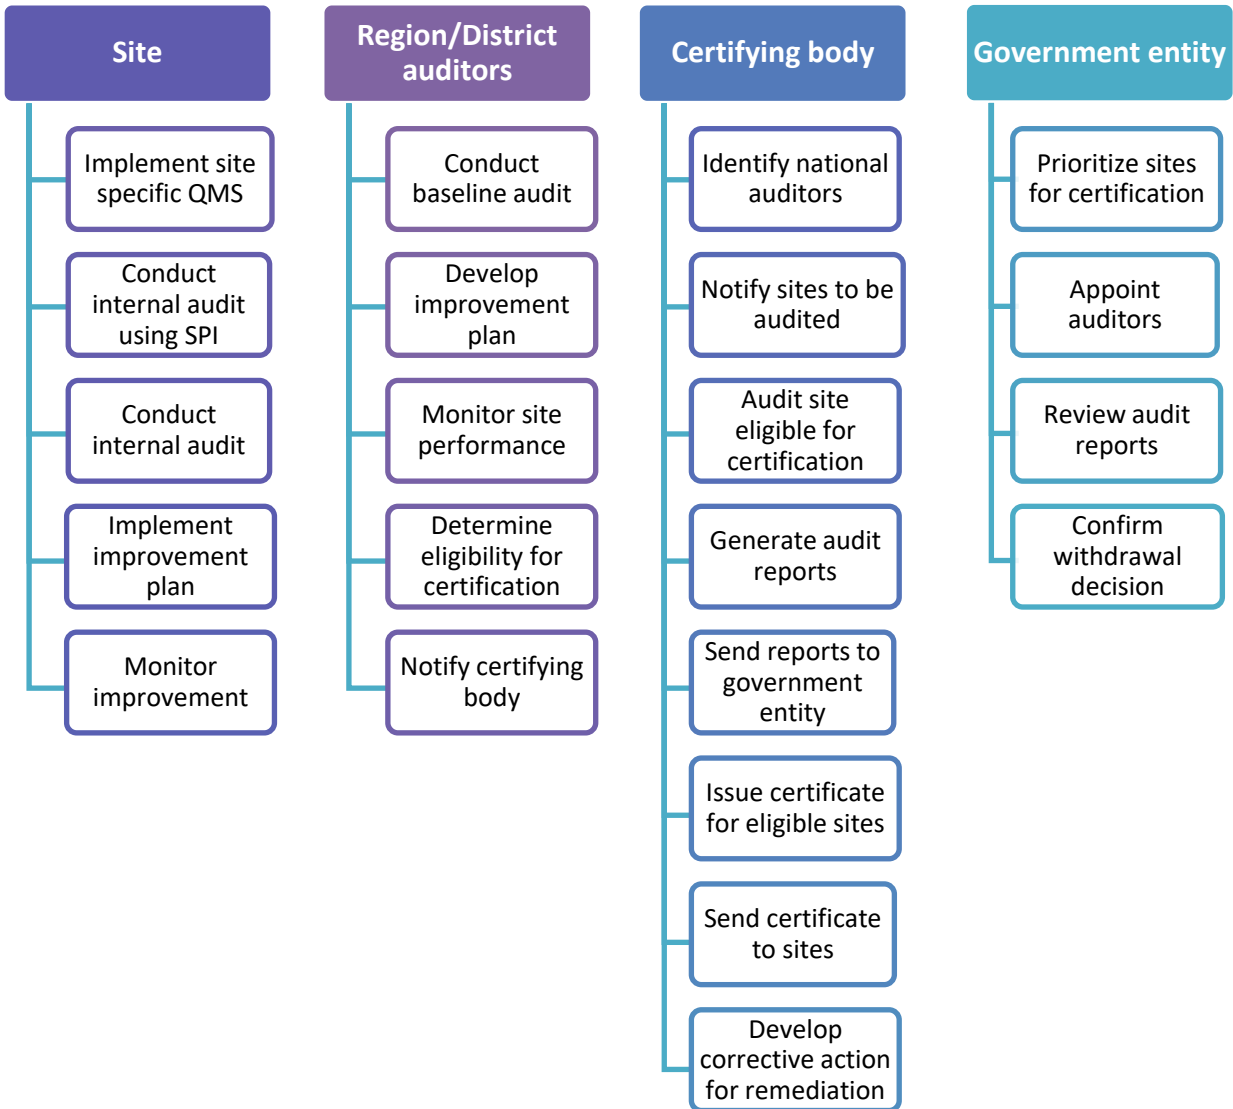 Site
Implement site
specific QMS
Conduct
internal audit
using SPI
Conduct
internal audit
Implement
improvement
plan
Monitor
improvement
Region/District
auditors
Conduct
baseline audit
Develop
improvement
plan
Monitor site
performance
Determine
eligibility for
certification
Notify certifying
body
Certifying body
Identify national
auditors
Notify sites to be
audited
Audit site
eligible for
certification
Generate audit
reports
Send reports to
government
entity
Issue certificate
for eligible sites
Send certificate
to sites
Develop
corrective action
for remediation
Government entity
Prioritize sites
for certification
Appoint
auditors
Review audit
reports
Confirm
withdrawal
decision